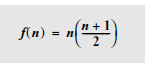 f(n) = n((n + 1)/2)